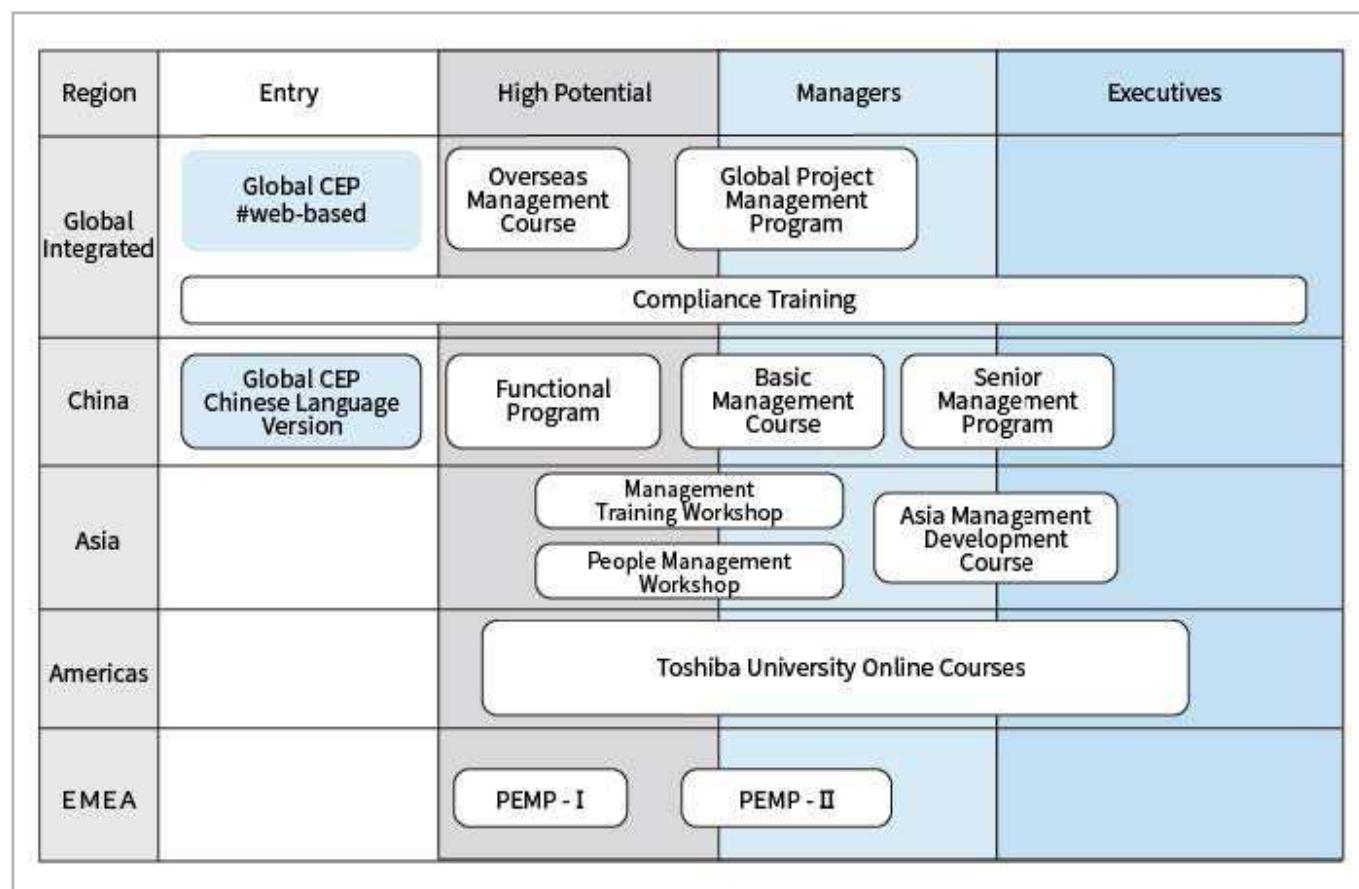 Region
Entry
High Potential
Managers
Executives
Global
Integrated
Global CEP
#web-based
Overseas
Management
Course
Global Project
Management
Program
Compliance Training
China
Global CEP
Chinese Language
Version
Functional
Program
Basic
Management
Course
Senior
Management
Program
Asia
Management
Training Workshop
People Management
Workshop
Asia Management
Development
Course
Americas
Toshiba University Online Courses
EMEA
PEMP - I
PEMP - II